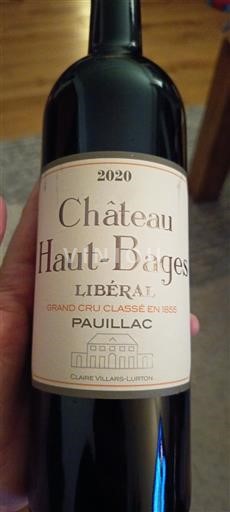 2020
Château
Haut-Bages
LIBÉRAL
GRAND CRU CLASSÉ EN 1855
PAUILLAC
CLAIRE VILLARS-LURTON